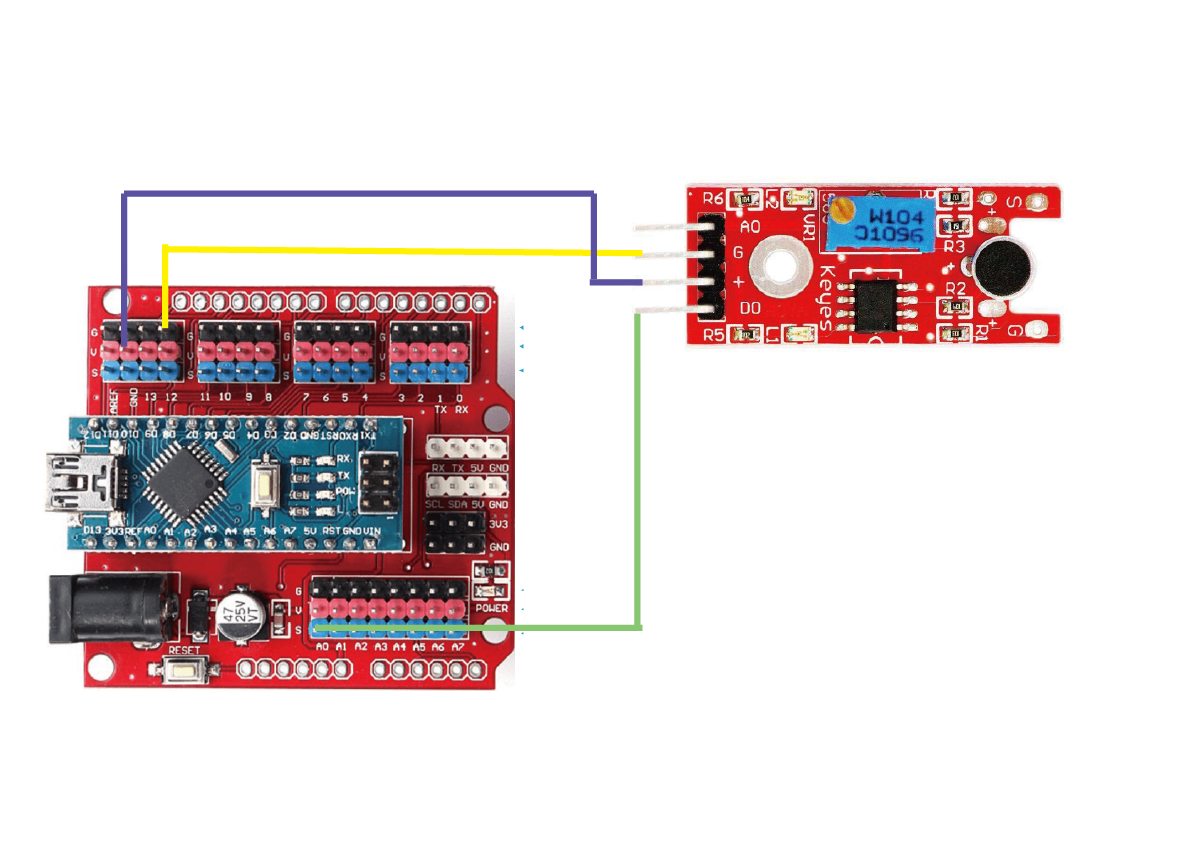 R6
L2
VR1
W104
C1096
R3
S
+
A0
G
+
D0
Keyes
+
R2
R5
L1
R1
+
G
G
V
S
G
V
S
G
V
S
G
V
S
AREF GND 13 12
11 10 9 8
7 6 5 4
3 2 1 0
TX RX
D12 D11 D10 D9 D8 D7 D6 D5 D4 D3 D2 GND RST RX0 TX1
RX
TX
POW
L
1
RX TX 5V GND
SCL SDA 5V GND
3V3
GND
D13 3V3 REF A0 A1 A2 A3 A4 A5 A6 A7 5V RST GND VIN
47
25V
VT
G
V
S
POWER
A0 A1 A2 A3 A4 A5 A6 A7
RESET